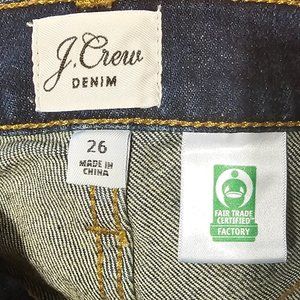 J.Crew
DENIM
26
MADE IN
CHINA
FAIR TRADE
CERTIFIED
FACTORY